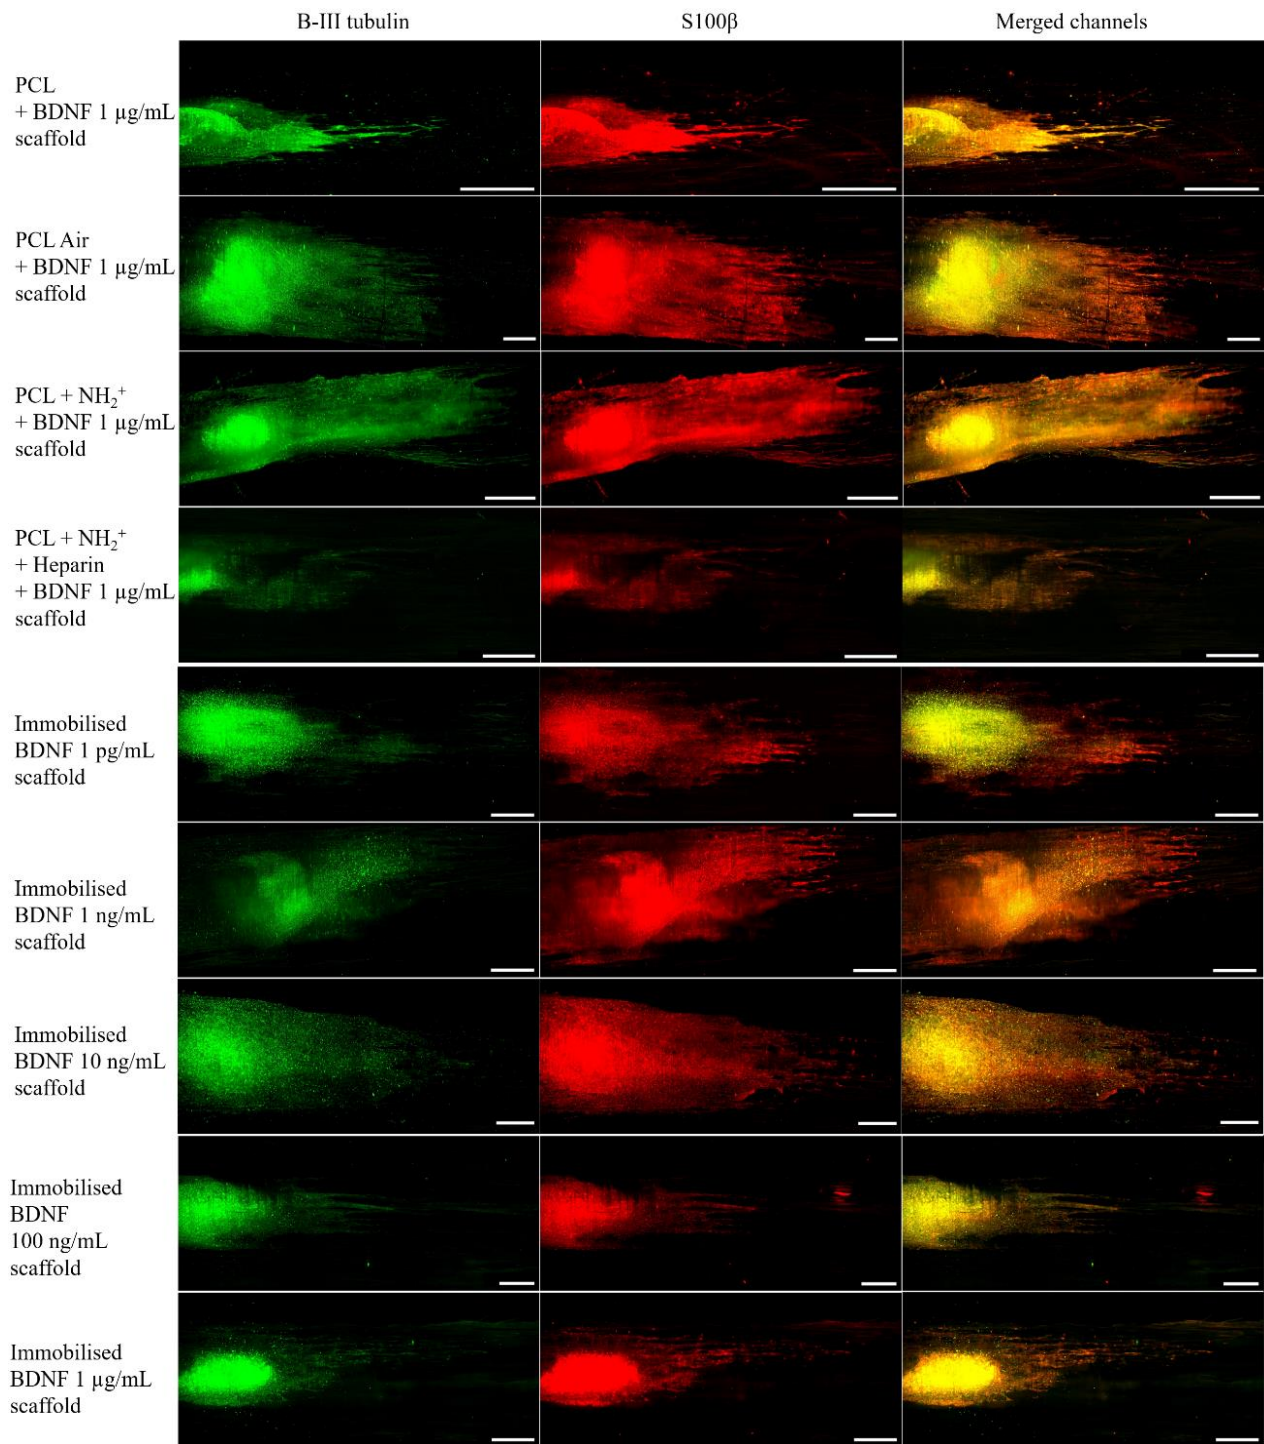 B-III tubulin
S100β
Merged channels
PCL
+ BDNF 1 µg/mL
scaffold
PCL Air
+ BDNF 1 µg/mL
scaffold
PCL + NH₂⁺
+ BDNF 1 µg/mL
scaffold
PCL + NH₂⁺
+ Heparin
+ BDNF 1 µg/mL
scaffold
Immobilised
BDNF 1 pg/mL
scaffold
Immobilised
BDNF 1 ng/mL
scaffold
Immobilised
BDNF 10 ng/mL
scaffold
Immobilised
BDNF
100 ng/mL
scaffold
Immobilised
BDNF 1 µg/mL
scaffold